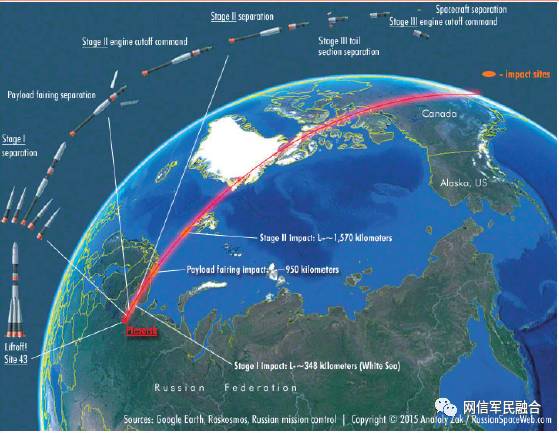 Spacecraft separation
Stage II separation
Stage III engine cutoff command
Stage II engine cutoff command
Stage III tail
section separation
- impact sites
Payload fairing separation
Canada
Stage I
separation
Alaska, US
Stage II Impact: L-~1,570 kilometers
Payload fairing impact: L-~950 kilometers
Plesetsk
Liftoff!
Site 43
Stage I Impact: L-~348 kilometers (White Sea)
Russian Federation
网信军民融合
Sources: Google Earth, Roskosmos, Russian mission control | Copyright © 2015 Anatoly Zak / RussianSpaceWeb.com